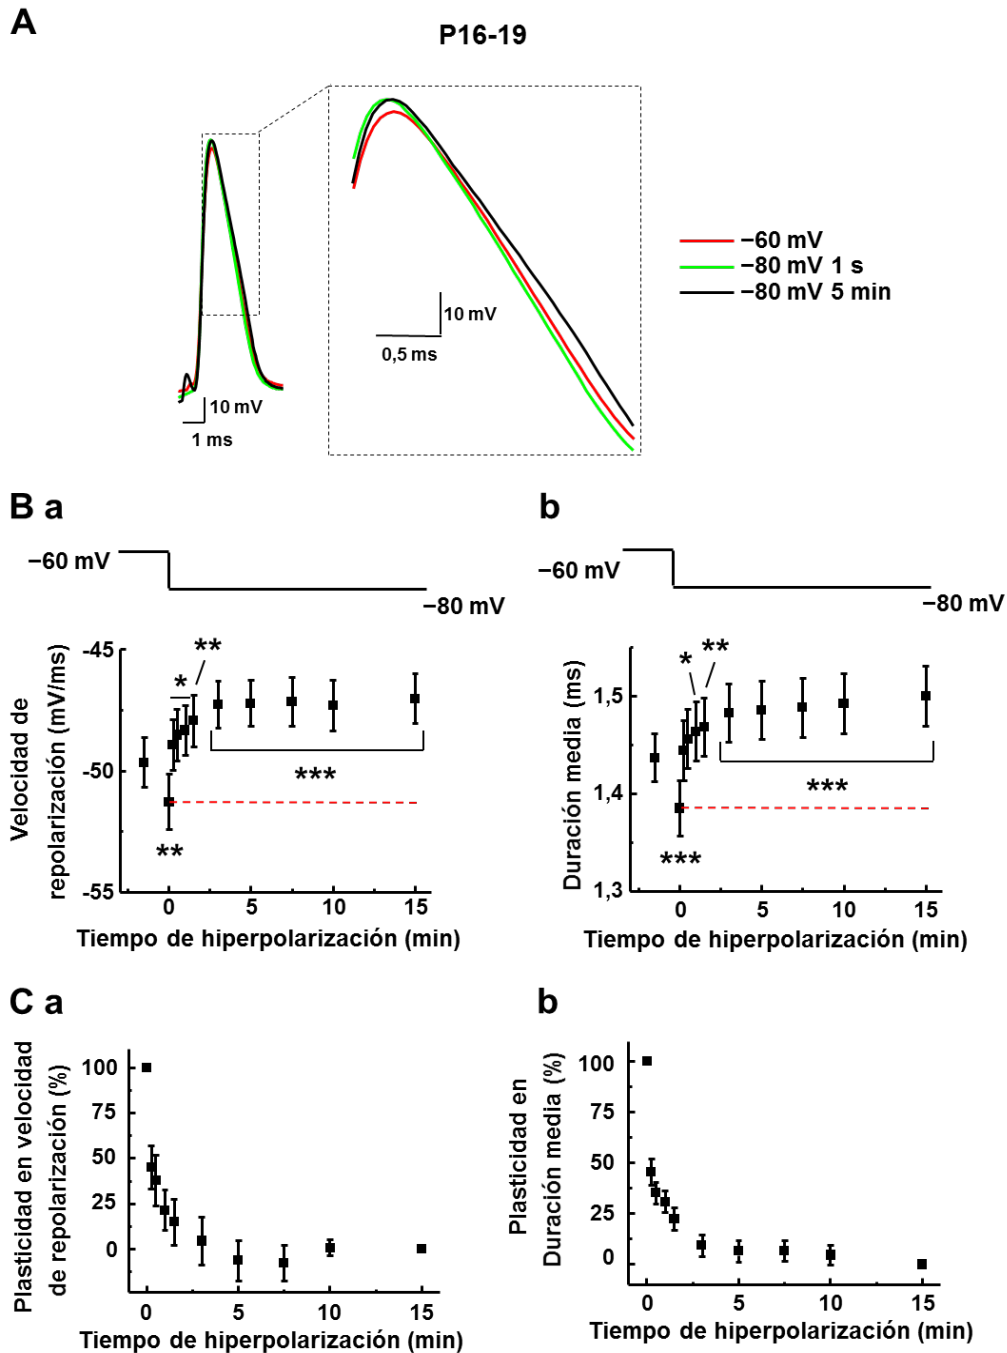 A
P16-19
−60 mV
−80 mV 1 s
−80 mV 5 min
10 mV
0,5 ms
10 mV
1 ms
B a
−60 mV
−80 mV
Velocidad de
repolarización (mV/ms)
-45
-50
-55
*
**
***
**
0
5
10
15
Tiempo de hiperpolarización (min)
b
−60 mV
−80 mV
Duración media (ms)
1,5
1,4
1,3
*
**
***
***
0
5
10
15
Tiempo de hiperpolarización (min)
C a
Plasticidad en velocidad
de repolarización (%)
100
75
50
25
0
0
5
10
15
Tiempo de hiperpolarización (min)
b
Plasticidad en
Duración media (%)
100
75
50
25
0
0
5
10
15
Tiempo de hiperpolarización (min)